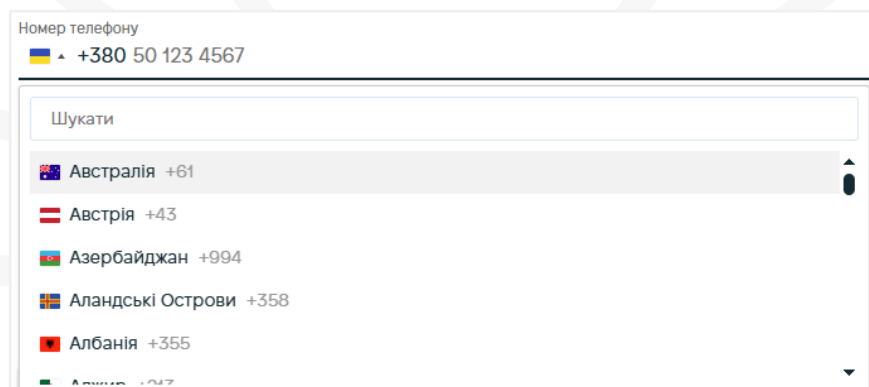 Номер телефону
+380 50 123 4567
Шукати
Австралія +61
Австрія +43
Азербайджан +994
Аландські Острови +358
Албанія +355